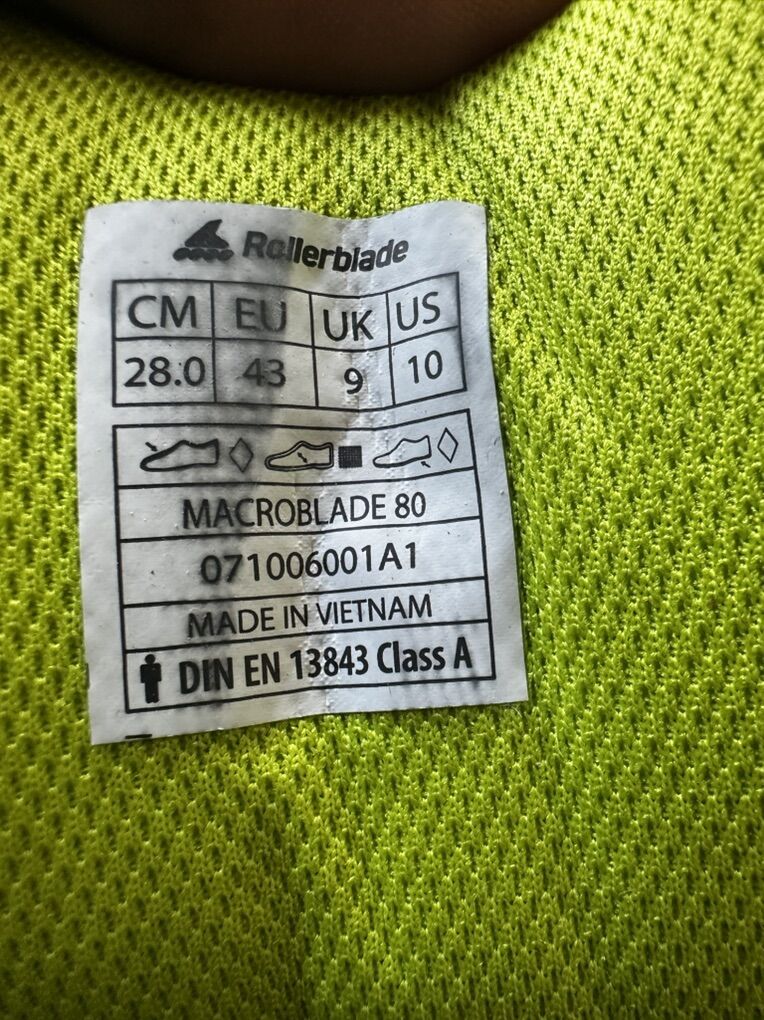 Rollerblade
CM EU UK US
28.0 43 9 10
MACROBLADE 80
071006001A1
MADE IN VIETNAM
DIN EN 13843 Class A